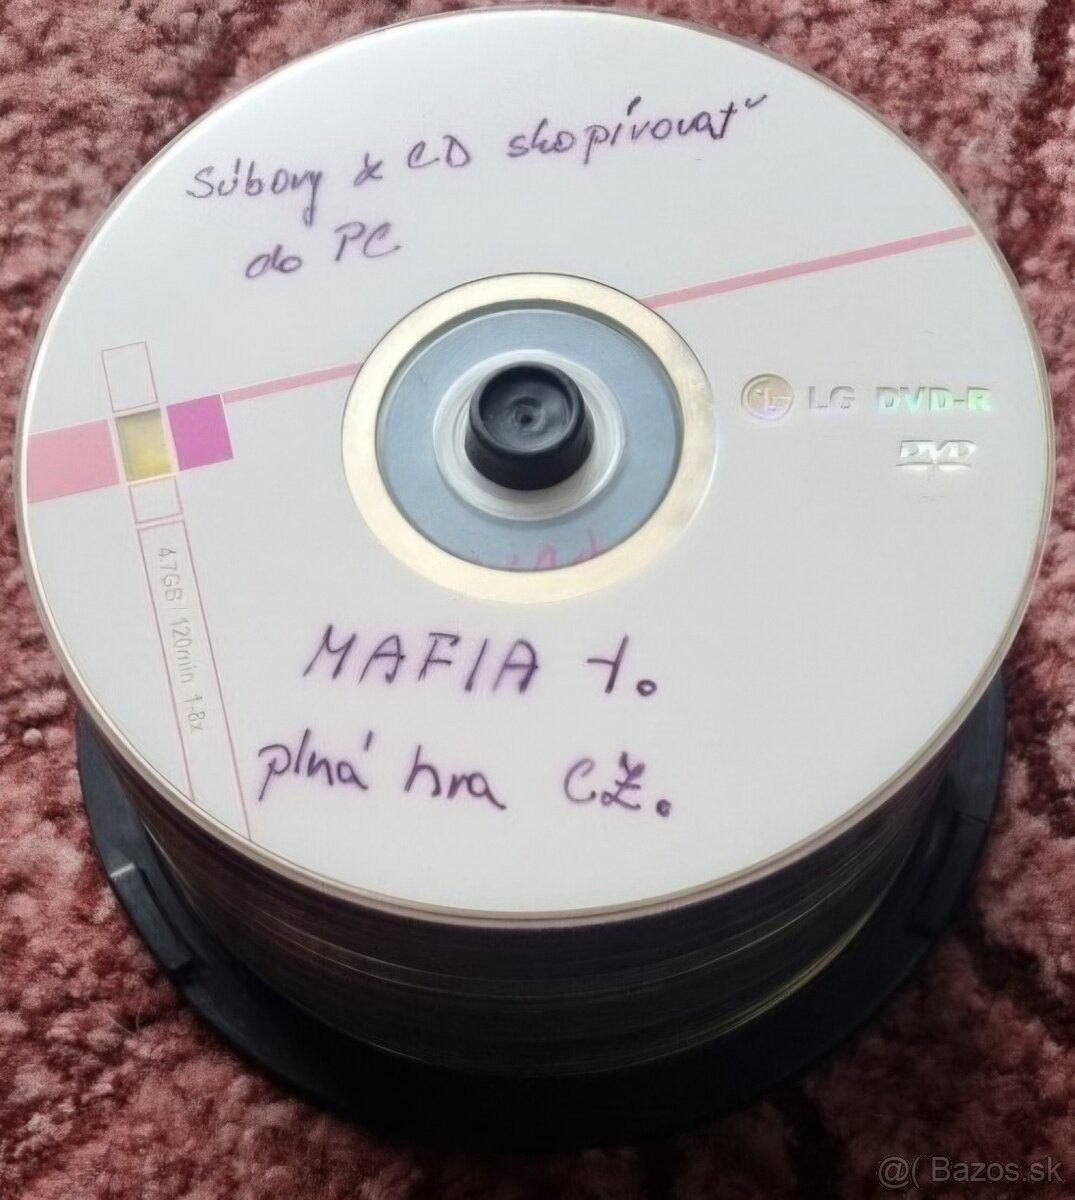 Súbory z CD skopírovať
do PC
LG DVD-R
DVD
4.7GB / 120min 1-8x
MAFIA 1.
plná hra CZ.
@( Bazos.sk